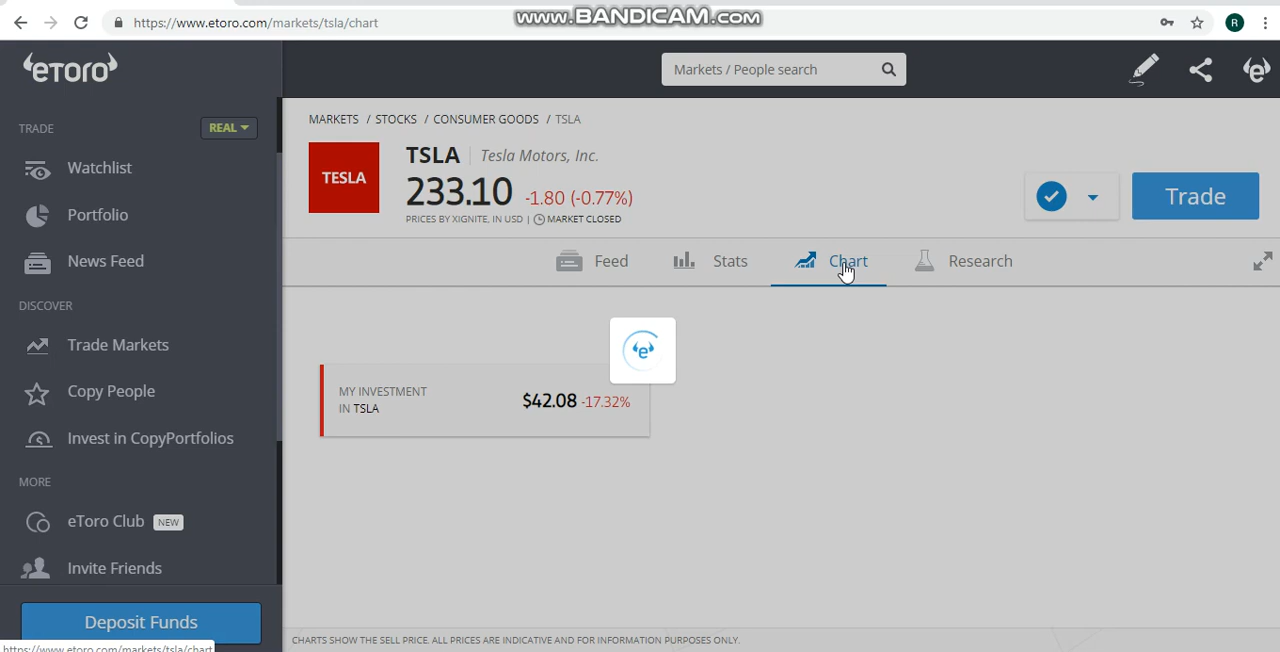 www.BANDICAM.com
https://www.etoro.com/markets/tsla/chart
R
eToro
Markets / People search
TRADE
REAL
Watchlist
Portfolio
News Feed
DISCOVER
Trade Markets
Copy People
Invest in CopyPortfolios
MORE
eToro Club NEW
Invite Friends
Deposit Funds
https://www.etoro.com/markets/tsla/chart
MARKETS / STOCKS / CONSUMER GOODS / TSLA
TESLA
TSLA Tesla Motors, Inc.
233.10 -1.80 (-0.77%)
PRICES BY XIGNITE, IN USD | MARKET CLOSED
Trade
Feed Stats Chart Research
e
MY INVESTMENT
IN TSLA
$42.08 -17.32%
CHARTS SHOW THE SELL PRICE. ALL PRICES ARE INDICATIVE AND FOR INFORMATION PURPOSES ONLY.